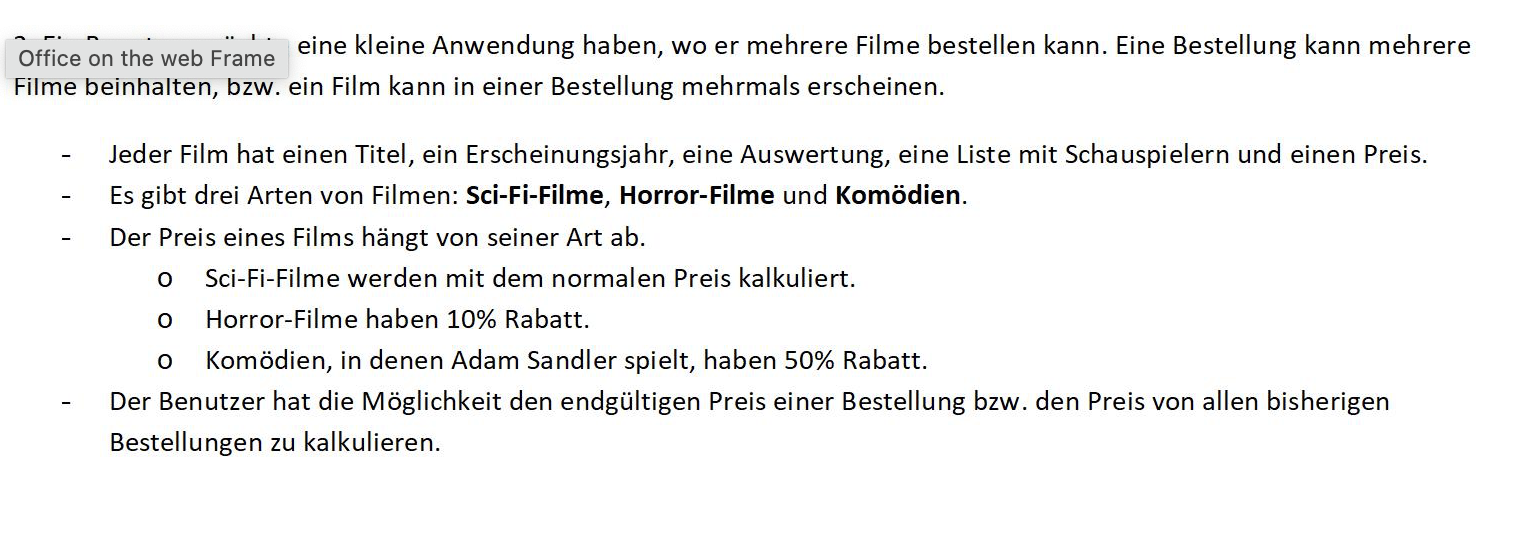 Office on the web Frame eine kleine Anwendung haben, wo er mehrere Filme bestellen kann. Eine Bestellung kann mehrere
Filme beinhalten, bzw. ein Film kann in einer Bestellung mehrmals erscheinen.
- Jeder Film hat einen Titel, ein Erscheinungsjahr, eine Auswertung, eine Liste mit Schauspielern und einen Preis.
- Es gibt drei Arten von Filmen: Sci-Fi-Filme, Horror-Filme und Komödien.
- Der Preis eines Films hängt von seiner Art ab.
o Sci-Fi-Filme werden mit dem normalen Preis kalkuliert.
o Horror-Filme haben 10% Rabatt.
o Komödien, in denen Adam Sandler spielt, haben 50% Rabatt.
- Der Benutzer hat die Möglichkeit den endgültigen Preis einer Bestellung bzw. den Preis von allen bisherigen
Bestellungen zu kalkulieren.